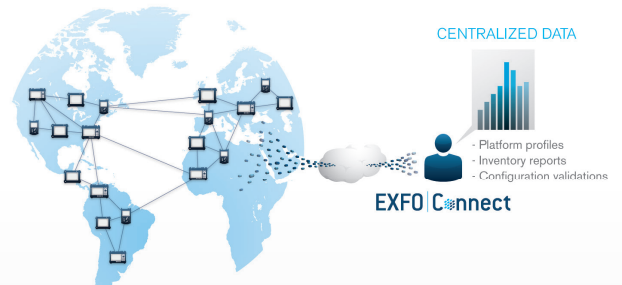 CENTRALIZED DATA
- Platform profiles
- Inventory reports
- Configuration validations
EXFO Connect